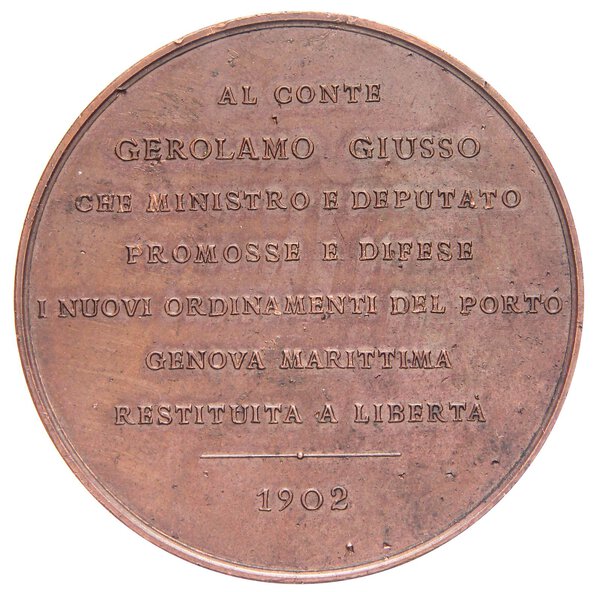 AL CONTE
GEROLAMO GIUSSO
CHE MINISTRO E DEPUTATO
PROMOSSE E DIFESE
I NUOVI ORDINAMENTI DEL PORTO
GENOVA MARITTIMA
RESTITUITA A LIBERTÀ
1902